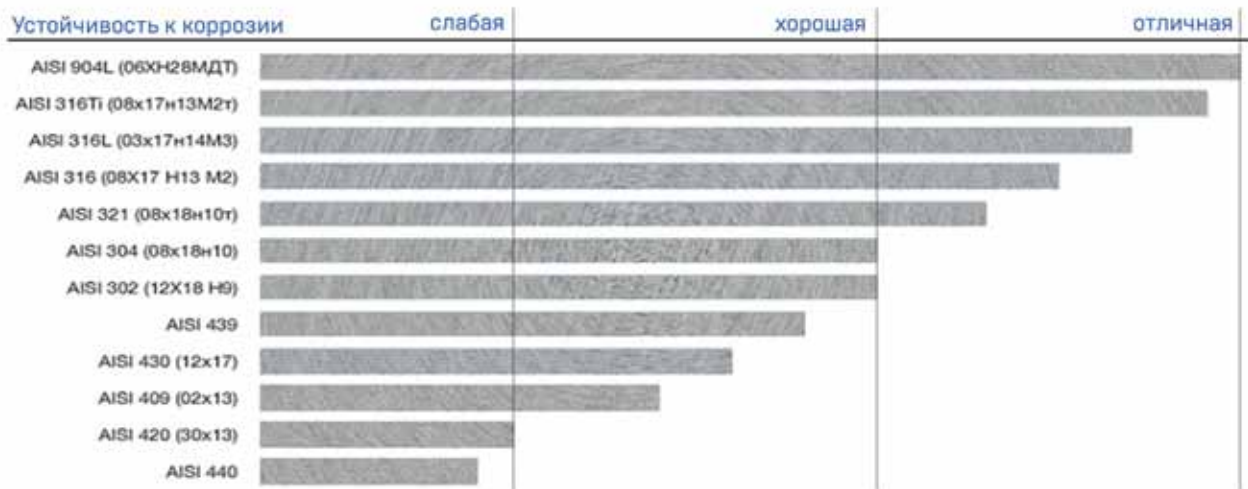 Устойчивость к коррозии слабая хорошая отличная
AISI 904L (06ХН28МДТ)
AISI 316Ti (08х17н13М2т)
AISI 316L (03х17н14М3)
AISI 316 (08Х17 Н13 М2)
AISI 321 (08х18н10т)
AISI 304 (08х18н10)
AISI 302 (12Х18 Н9)
AISI 439
AISI 430 (12х17)
AISI 409 (02х13)
AISI 420 (30х13)
AISI 440